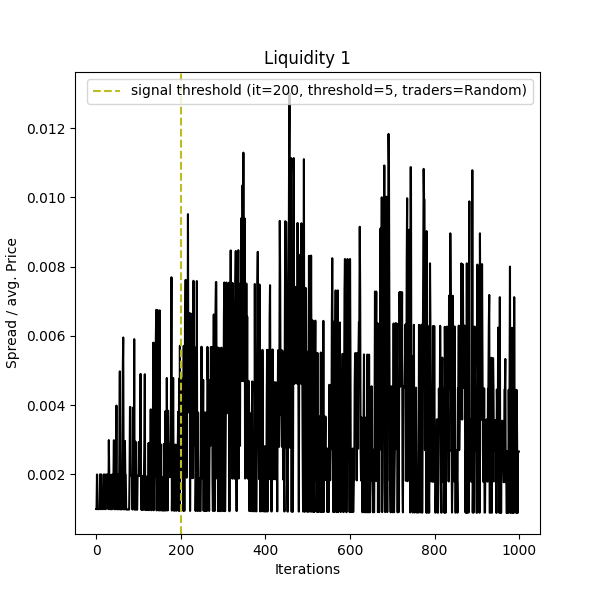 Liquidity 1
signal threshold (it=200, threshold=5, traders=Random)
0.012
0.010
0.008
0.006
0.004
0.002
Spread / avg. Price
0 200 400 600 800 1000
Iterations